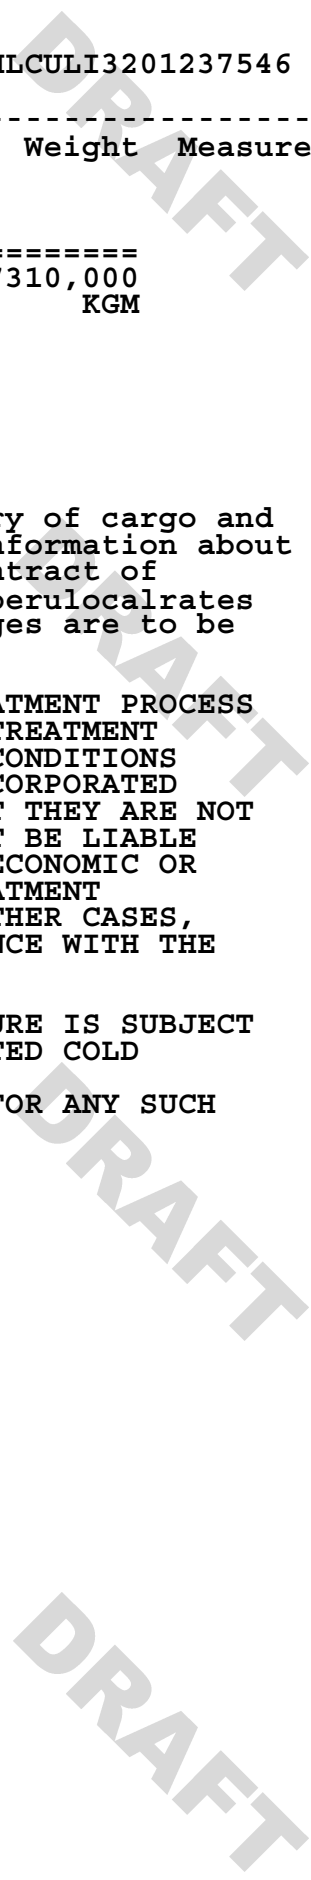 HLCULI3201237546
-----------------
Weight Measure
========
7310,000
KGM
ry of cargo and
nformation about
ntract of
perulocalrates
ges are to be
ATMENT PROCESS
TREATMENT
CONDITIONS
CORPORATED
T THEY ARE NOT
T BE LIABLE
ECONOMIC OR
ATMENT
THER CASES,
NCE WITH THE
URE IS SUBJECT
TED COLD
FOR ANY SUCH
DRAFT
DRAFT
DRAFT
DRAFT